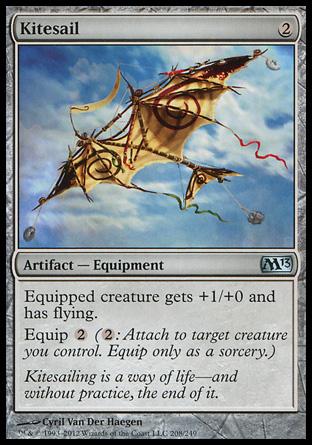 Kitesail 2
Artifact — Equipment M13
Equipped creature gets +1/+0 and
has flying.
Equip 2 (2: Attach to target creature
you control. Equip only as a sorcery.)
Kitesailing is a way of life—and
without practice, the end of it.
Cyril Van Der Haegen
™ & © 1993–2012 Wizards of the Coast LLC 208/249